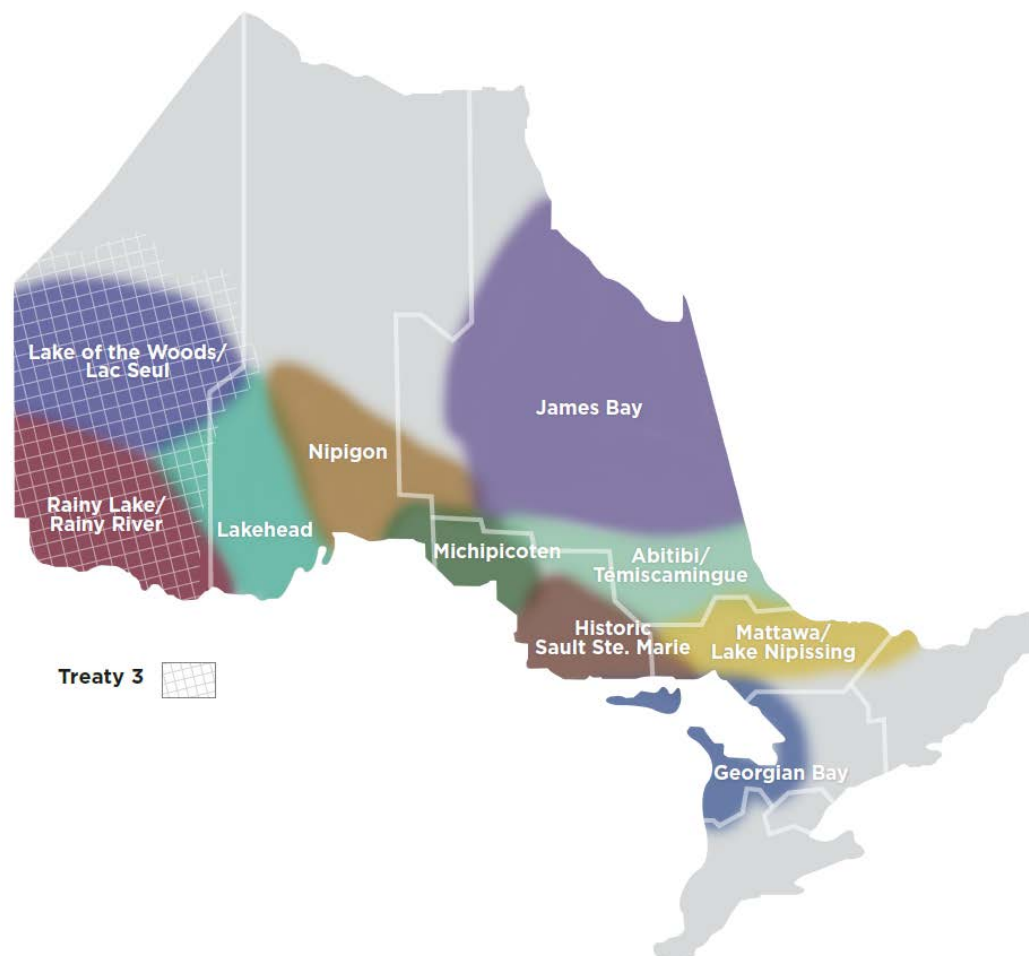 Lake of the Woods/
Lac Seul
James Bay
Nipigon
Rainy Lake/
Rainy River
Lakehead
Michipicoten
Abitibi/
Temiscamingue
Historic
Sault Ste. Marie
Mattawa/
Lake Nipissing
Treaty 3
Georgian Bay